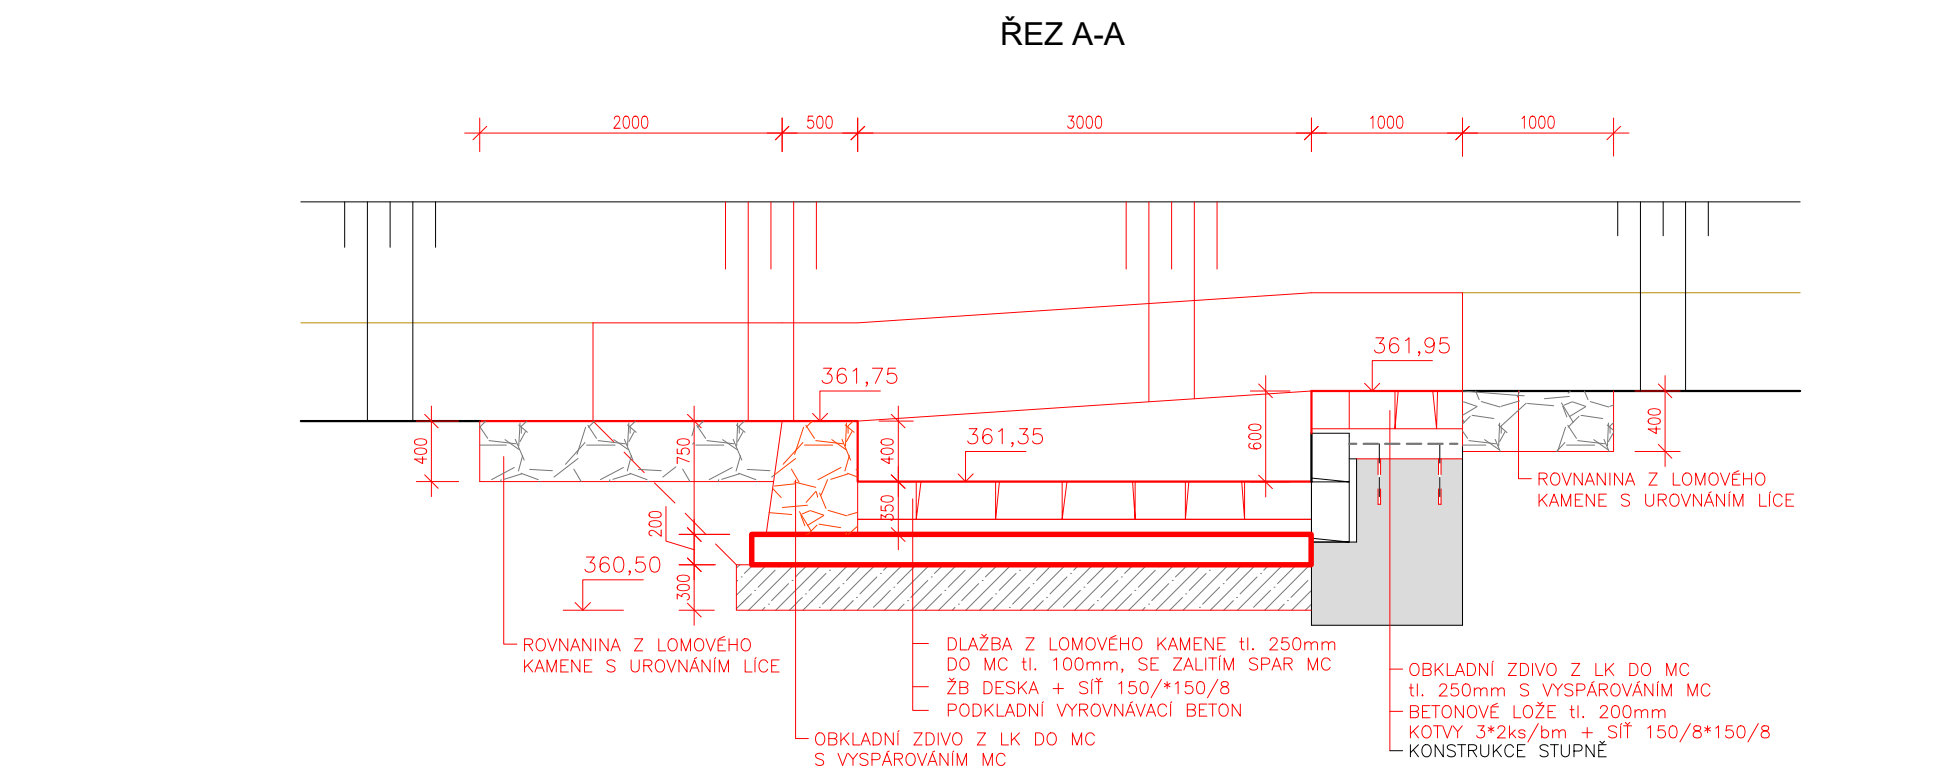 ŘEZ A-A
2000
500
3000
1000
1000
361,95
361,75
361,35
400
750
400
600
400
350
200
360,50
300
ROVNANINA Z LOMOVÉHO
KAMENE S UROVNÁNÍM LÍCE
ROVNANINA Z LOMOVÉHO
KAMENE S UROVNÁNÍM LÍCE
DLAŽBA Z LOMOVÉHO KAMENE tl. 250mm
DO MC tl. 100mm, SE ZALITÍM SPAR MC
ŽB DESKA + SÍŤ 150/*150/8
PODKLADNÍ VYROVNÁVACÍ BETON
OBKLADNÍ ZDIVO Z LK DO MC
S VYSPÁROVÁNÍM MC
OBKLADNÍ ZDIVO Z LK DO MC
tl. 250mm S VYSPÁROVÁNÍM MC
BETONOVÉ LOŽE tl. 200mm
KOTVY 3*2ks/bm + SÍŤ 150/8*150/8
KONSTRUKCE STUPNĚ